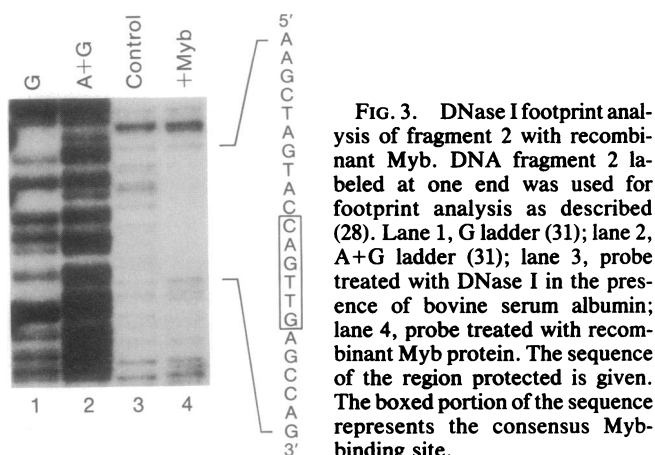 G
A+G
Control
+Myb
5'
A
A
G
C
T
A
G
T
A
C
C
A
G
T
T
G
A
G
C
C
A
G
3'
1 2 3 4
FIG. 3. DNase I footprint anal-
ysis of fragment 2 with recombi-
nant Myb. DNA fragment 2 la-
beled at one end was used for
footprint analysis as described
(28). Lane 1, G ladder (31); lane 2,
A+G ladder (31); lane 3, probe
treated with DNase I in the pres-
ence of bovine serum albumin;
lane 4, probe treated with recom-
binant Myb protein. The sequence
of the region protected is given.
The boxed portion of the sequence
represents the consensus Myb-
binding site.